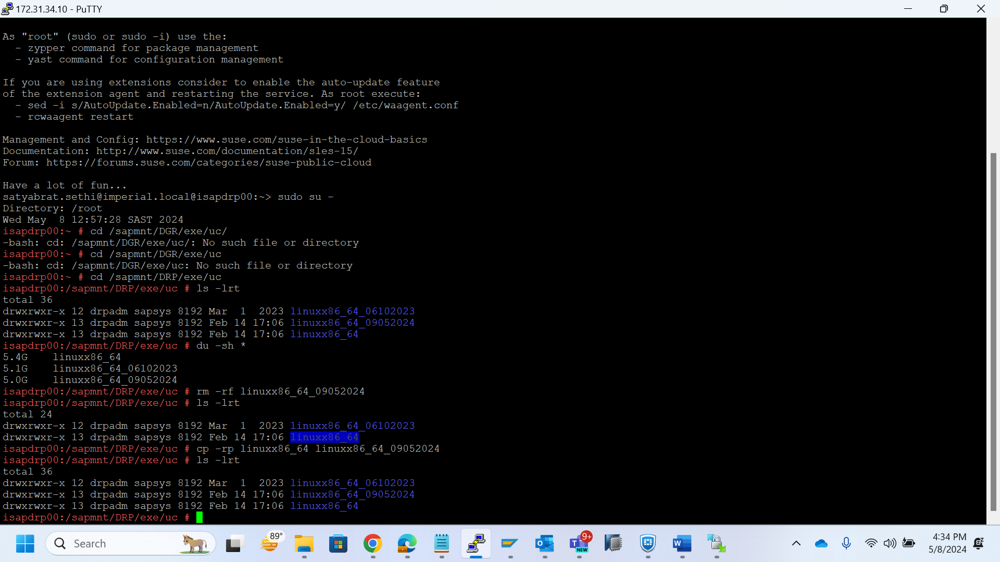 172.31.34.10 - PuTTY
As "root" (sudo or sudo -i) use the:
  - zypper command for package management
  - yast command for configuration management
If you are using extensions consider to enable the auto-update feature
of the extension agent and restarting the service. As root execute:
  - sed -i s/AutoUpdate.Enabled=n/AutoUpdate.Enabled=y/ /etc/waagent.conf
  - rcwaagent restart
Management and Config: https://www.suse.com/suse-in-the-cloud-basics
Documentation: http://www.suse.com/documentation/sles-15/
Forum: https://forums.suse.com/categories/suse-public-cloud
Have a lot of fun...
satyabrat.sethi@imperial.local@isapdrp00:~> sudo su -
Directory: /root
Wed May  8 12:57:28 SAST 2024
isapdrp00:~ # cd /sapmnt/DGR/exe/uc/
-bash: cd: /sapmnt/DGR/exe/uc/: No such file or directory
isapdrp00:~ # cd /sapmnt/DGR/exe/uc
-bash: cd: /sapmnt/DGR/exe/uc: No such file or directory
isapdrp00:~ # cd /sapmnt/DRP/exe/uc
isapdrp00:/sapmnt/DRP/exe/uc # ls -lrt
total 36
drwxrwxr-x 12 drpadm sapsys 8192 Mar  1  2023 linuxx86_64_06102023
drwxrwxr-x 13 drpadm sapsys 8192 Feb 14 17:06 linuxx86_64_09052024
drwxrwxr-x 13 drpadm sapsys 8192 Feb 14 17:06 linuxx86_64
isapdrp00:/sapmnt/DRP/exe/uc # du -sh *
5.4G    linuxx86_64
5.1G    linuxx86_64_06102023
5.0G    linuxx86_64_09052024
isapdrp00:/sapmnt/DRP/exe/uc # rm -rf linuxx86_64_09052024
isapdrp00:/sapmnt/DRP/exe/uc # ls -lrt
total 24
drwxrwxr-x 12 drpadm sapsys 8192 Mar  1  2023 linuxx86_64_06102023
drwxrwxr-x 13 drpadm sapsys 8192 Feb 14 17:06 linuxx86_64
isapdrp00:/sapmnt/DRP/exe/uc # cp -rp linuxx86_64 linuxx86_64_09052024
isapdrp00:/sapmnt/DRP/exe/uc # ls -lrt
total 36
drwxrwxr-x 12 drpadm sapsys 8192 Mar  1  2023 linuxx86_64_06102023
drwxrwxr-x 13 drpadm sapsys 8192 Feb 14 17:06 linuxx86_64_09052024
drwxrwxr-x 13 drpadm sapsys 8192 Feb 14 17:06 linuxx86_64
isapdrp00:/sapmnt/DRP/exe/uc #
Search
89°
9+
NEW
4:34 PM
5/8/2024